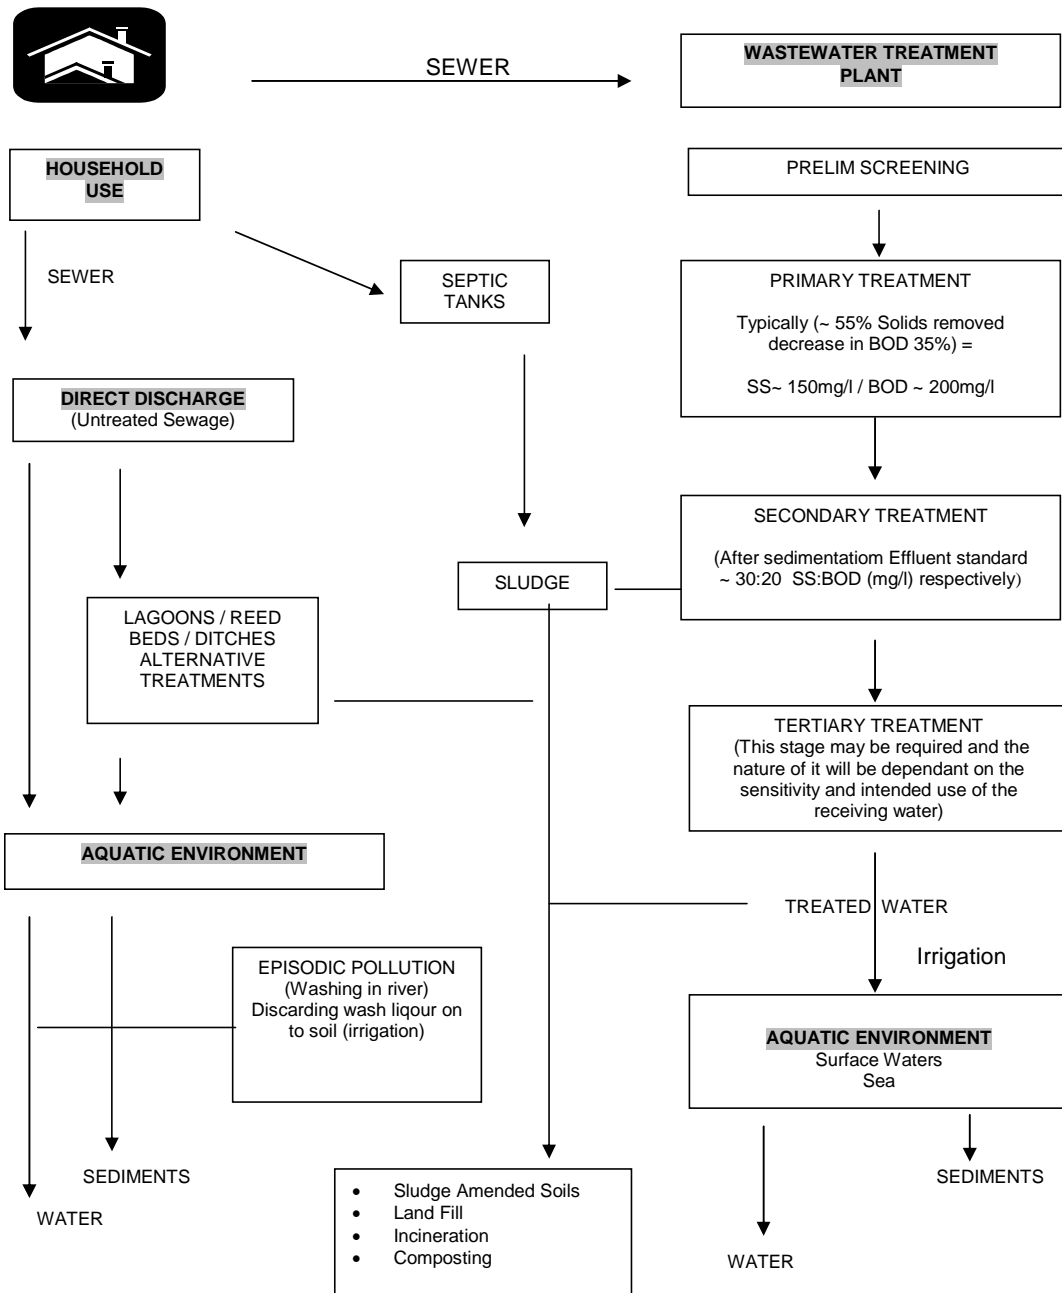 SEWER
WASTEWATER TREATMENT
PLANT
HOUSEHOLD
USE
PRELIM SCREENING
SEWER
SEPTIC
TANKS
PRIMARY TREATMENT
Typically (~ 55% Solids removed
decrease in BOD 35%) =
SS~ 150mg/l / BOD ~ 200mg/l
DIRECT DISCHARGE
(Untreated Sewage)
SECONDARY TREATMENT
(After sedimentatiom Effluent standard
~ 30:20  SS:BOD (mg/l) respectively)
SLUDGE
LAGOONS / REED
BEDS / DITCHES
ALTERNATIVE
TREATMENTS
TERTIARY TREATMENT
(This stage may be required and the
nature of it will be dependant on the
sensitivity and intended use of the
receiving water)
AQUATIC ENVIRONMENT
TREATED WATER
Irrigation
EPISODIC POLLUTION
(Washing in river)
Discarding wash liqour on
to soil (irrigation)
AQUATIC ENVIRONMENT
Surface Waters
Sea
SEDIMENTS
WATER
• Sludge Amended Soils
• Land Fill
• Incineration
• Composting
SEDIMENTS
WATER